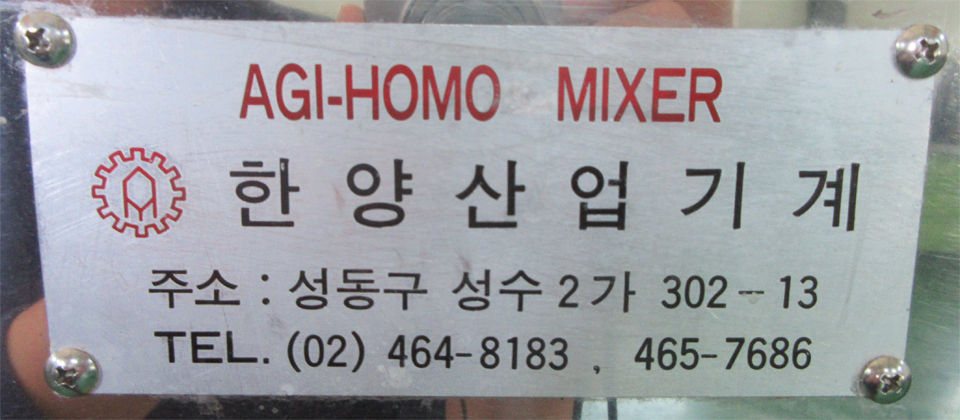 AGI-HOMO MIXER
한양산업기계
주소 : 성동구 성수 2가 302-13
TEL. (02) 464-8183 , 465-7686